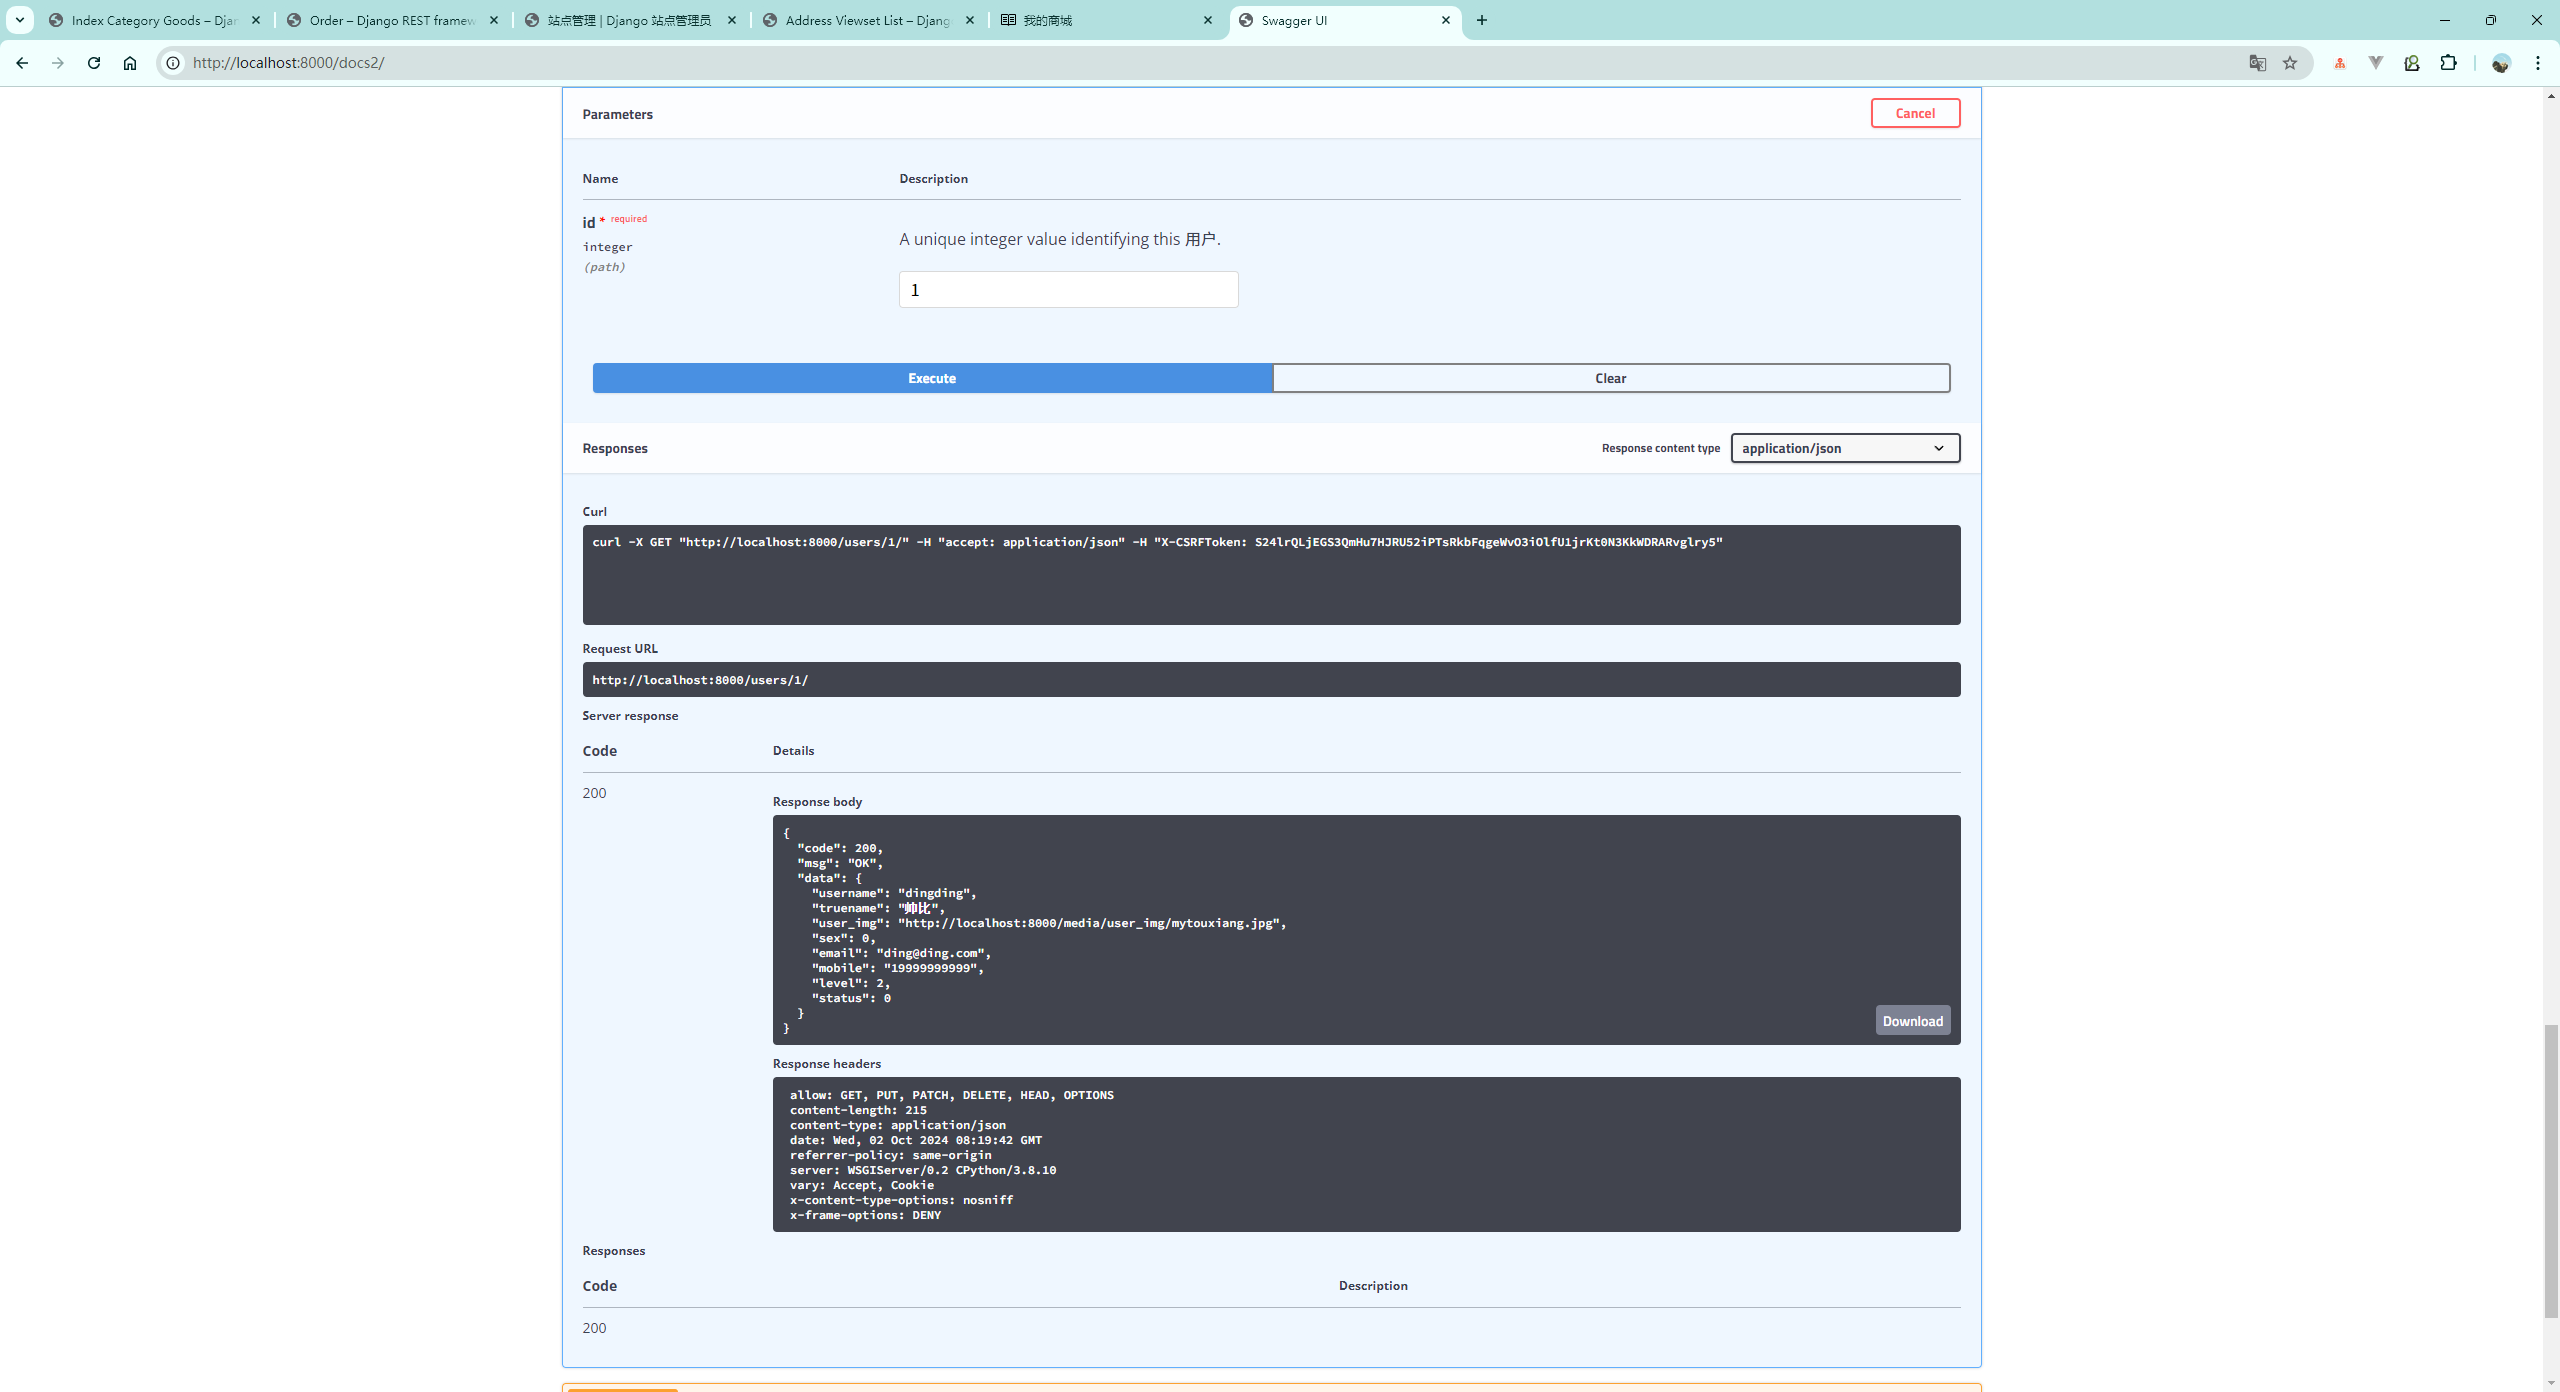 Index Category Goods – Djan
Order – Django REST framew
站点管理 | Django 站点管理员
Address Viewset List – Django
我的商城
Swagger UI
http://localhost:8000/docs2/
Parameters
Cancel
Name Description
id * required
integer
(path)
A unique integer value identifying this 用户.
1
Execute Clear
Responses
Response content type application/json
Curl
curl -X GET "http://localhost:8000/users/1/" -H "accept: application/json" -H "X-CSRFToken: S24lrQLjEGS3QmHu7HJRU52iPTsRkbFqgeWvO3iOlfU1jrKt0N3KkWDRARvglry5"
Request URL
http://localhost:8000/users/1/
Server response
Code Details
200
Response body
{
"code": 200,
"msg": "OK",
"data": {
"username": "dingding",
"truename": "帅比",
"user_img": "http://localhost:8000/media/user_img/mytouxiang.jpg",
"sex": 0,
"email": "ding@ding.com",
"mobile": "19999999999",
"level": 2,
"status": 0
}
}
Download
Response headers
allow: GET, PUT, PATCH, DELETE, HEAD, OPTIONS
content-length: 215
content-type: application/json
date: Wed, 02 Oct 2024 08:19:42 GMT
referrer-policy: same-origin
server: WSGIServer/0.2 CPython/3.8.10
vary: Accept, Cookie
x-content-type-options: nosniff
x-frame-options: DENY
Responses
Code Description
200